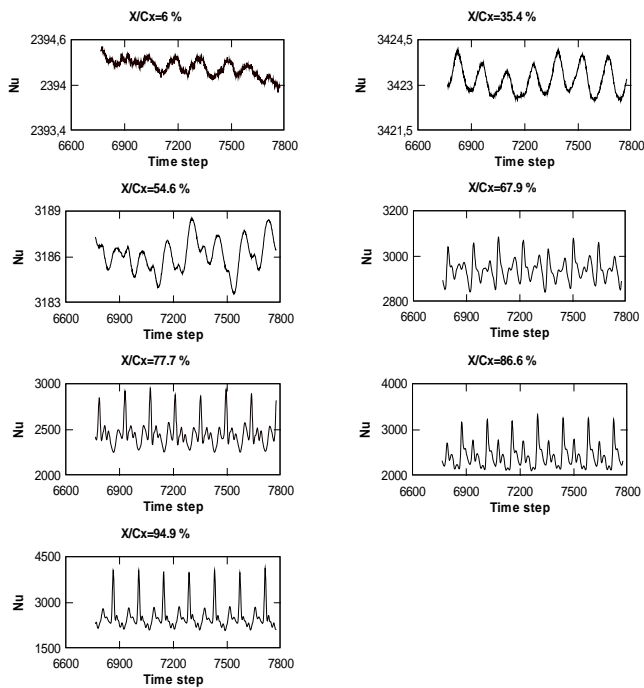 X/Cx=6 %
2394,6
2394
2393,4
Nu
6600 6900 7200 7500 7800
Time step
X/Cx=35.4 %
3424,5
3423
3421,5
Nu
6600 6900 7200 7500 7800
Time step
X/Cx=54.6 %
3189
3186
3183
Nu
6600 6900 7200 7500 7800
Time step
X/Cx=67.9 %
3200
3000
2800
Nu
6600 6900 7200 7500 7800
Time step
X/Cx=77.7 %
3000
2500
2000
Nu
6600 6900 7200 7500 7800
Time step
X/Cx=86.6 %
4000
3000
2000
Nu
6600 6900 7200 7500 7800
Time step
X/Cx=94.9 %
4500
3000
1500
Nu
6600 6900 7200 7500 7800
Time step